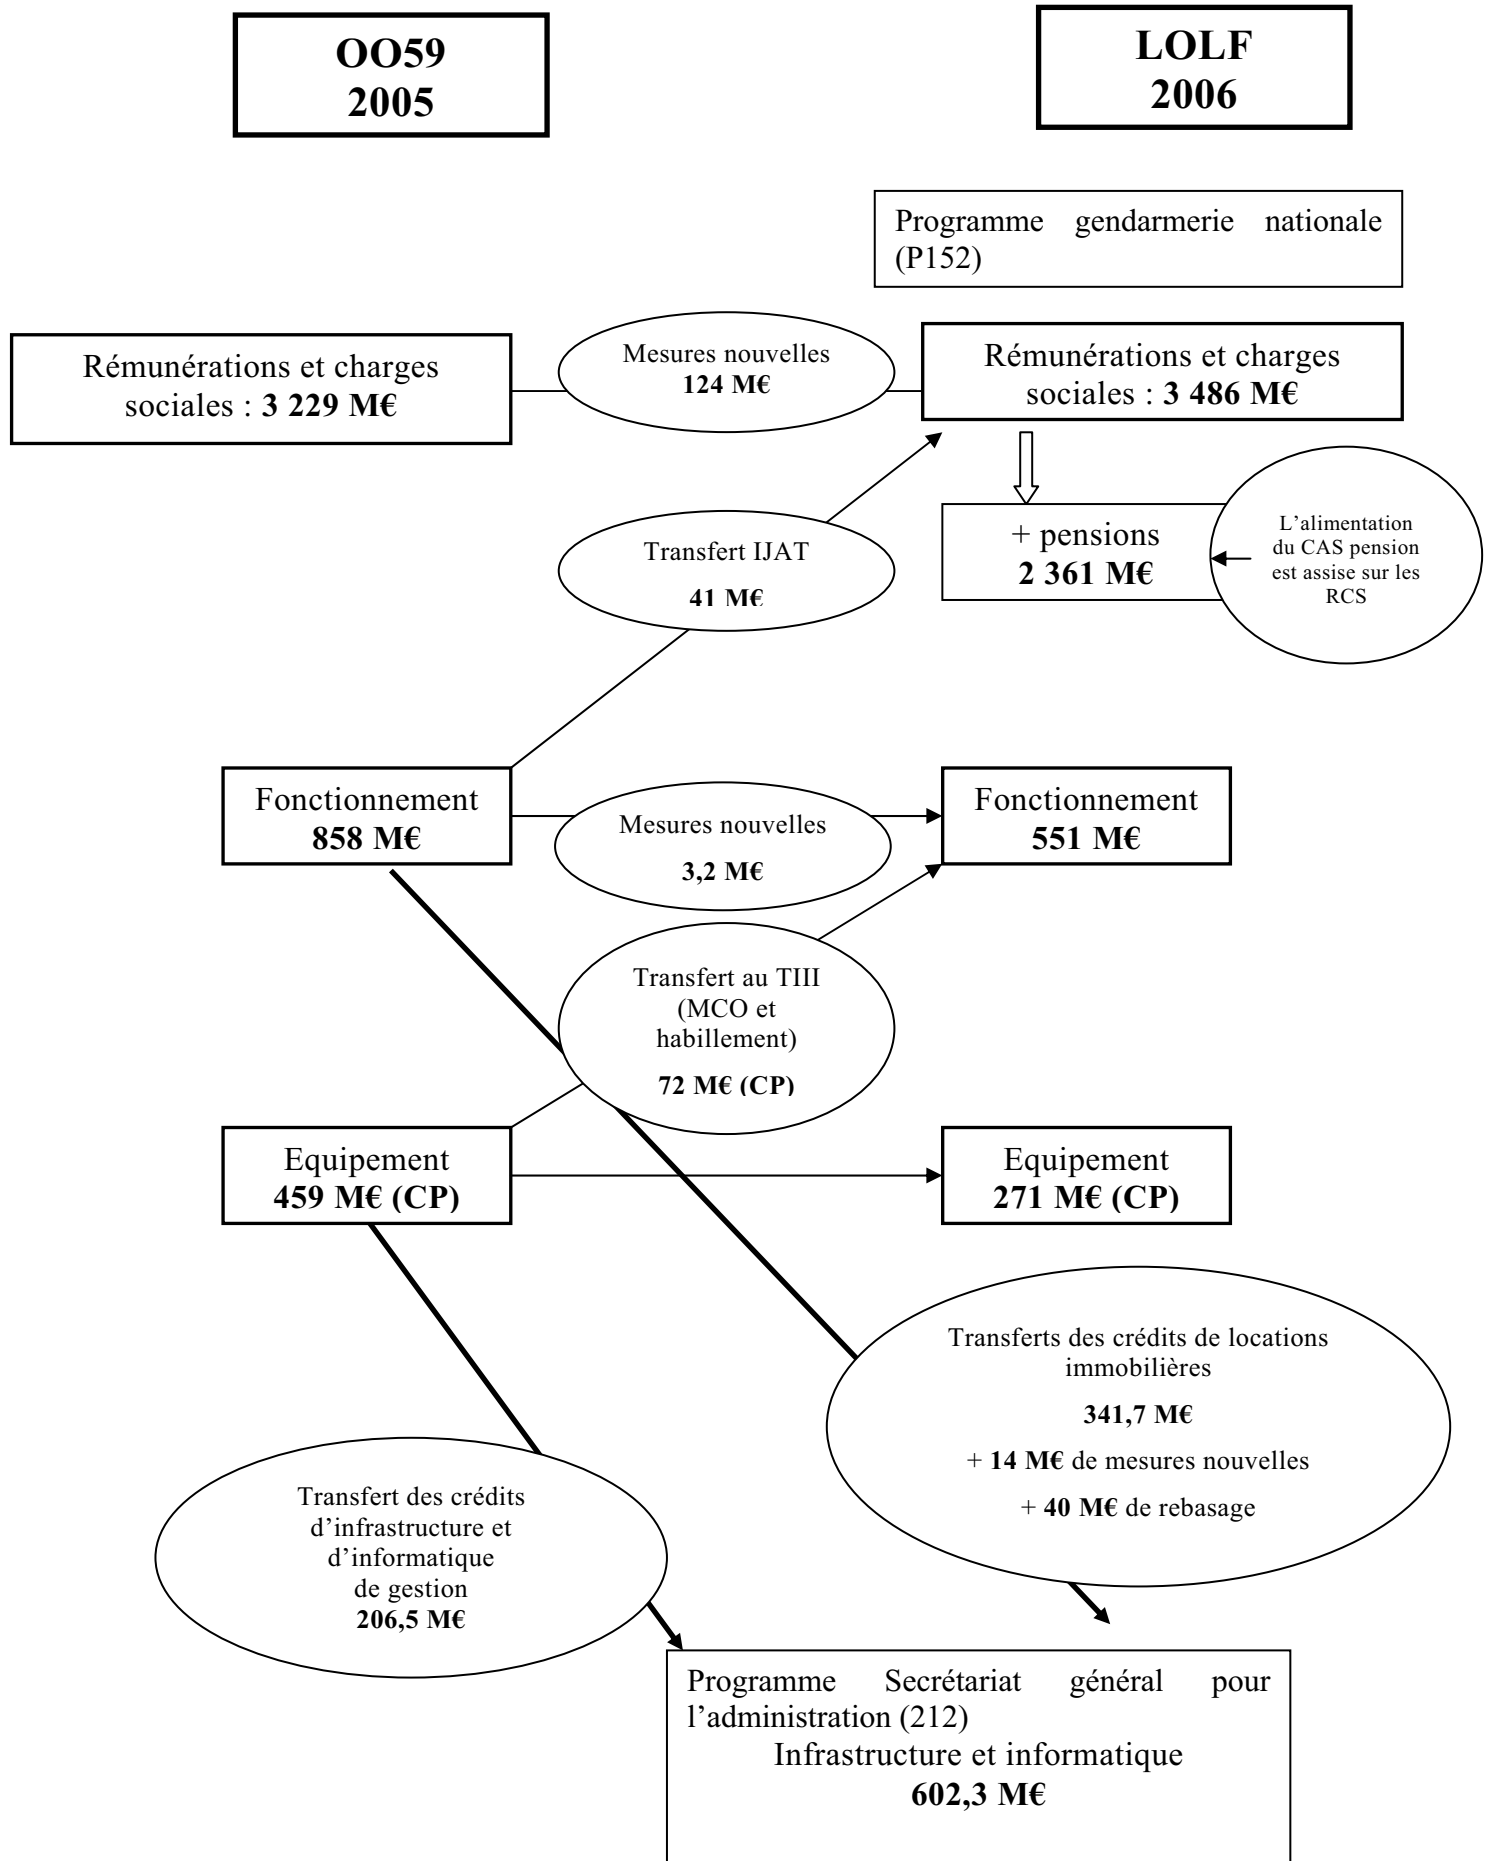 OO59
2005
LOLF
2006
Programme gendarmerie nationale
(P152)
Rémunérations et charges
sociales : 3 229 M€
Mesures nouvelles
124 M€
Rémunérations et charges
sociales : 3 486 M€
Transfert IJAT
41 M€
+ pensions
2 361 M€
L’alimentation
du CAS pension
est assise sur les
RCS
Fonctionnement
858 M€
Mesures nouvelles
3,2 M€
Fonctionnement
551 M€
Transfert au TIII
(MCO et
habillement)
72 M€ (CP)
Equipement
459 M€ (CP)
Equipement
271 M€ (CP)
Transferts des crédits de locations
immobilières
341,7 M€
+ 14 M€ de mesures nouvelles
+ 40 M€ de rebasage
Transfert des crédits
d’infrastructure et
d’informatique
de gestion
206,5 M€
Programme Secrétariat général pour
l’administration (212)
Infrastructure et informatique
602,3 M€